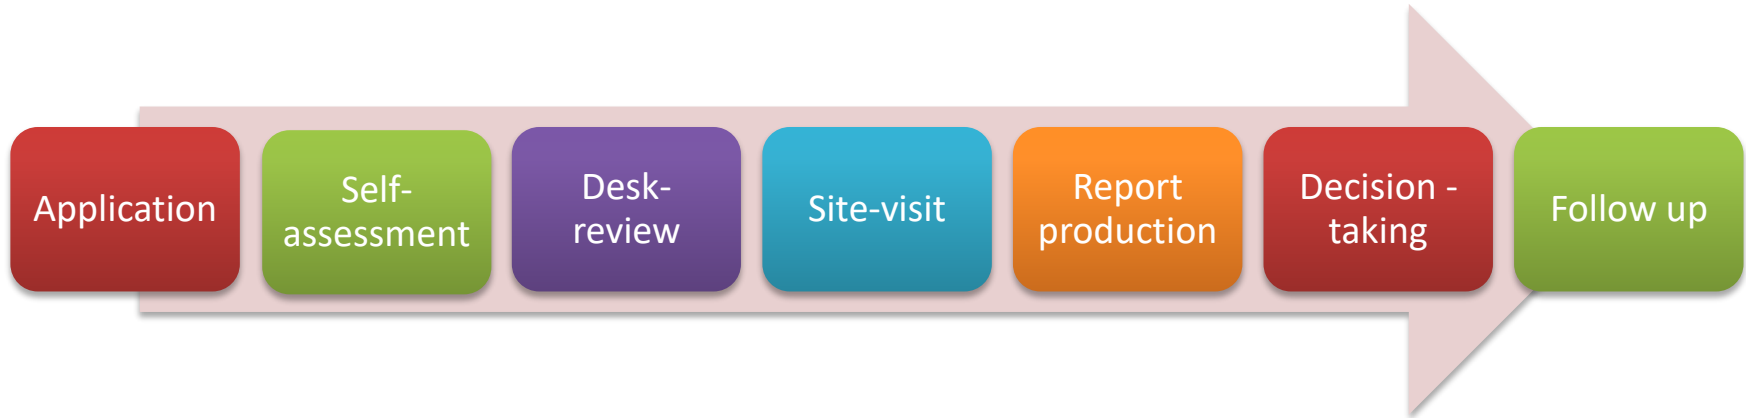 Application
Self-
assessment
Desk-
review
Site-visit
Report
production
Decision -
taking
Follow up